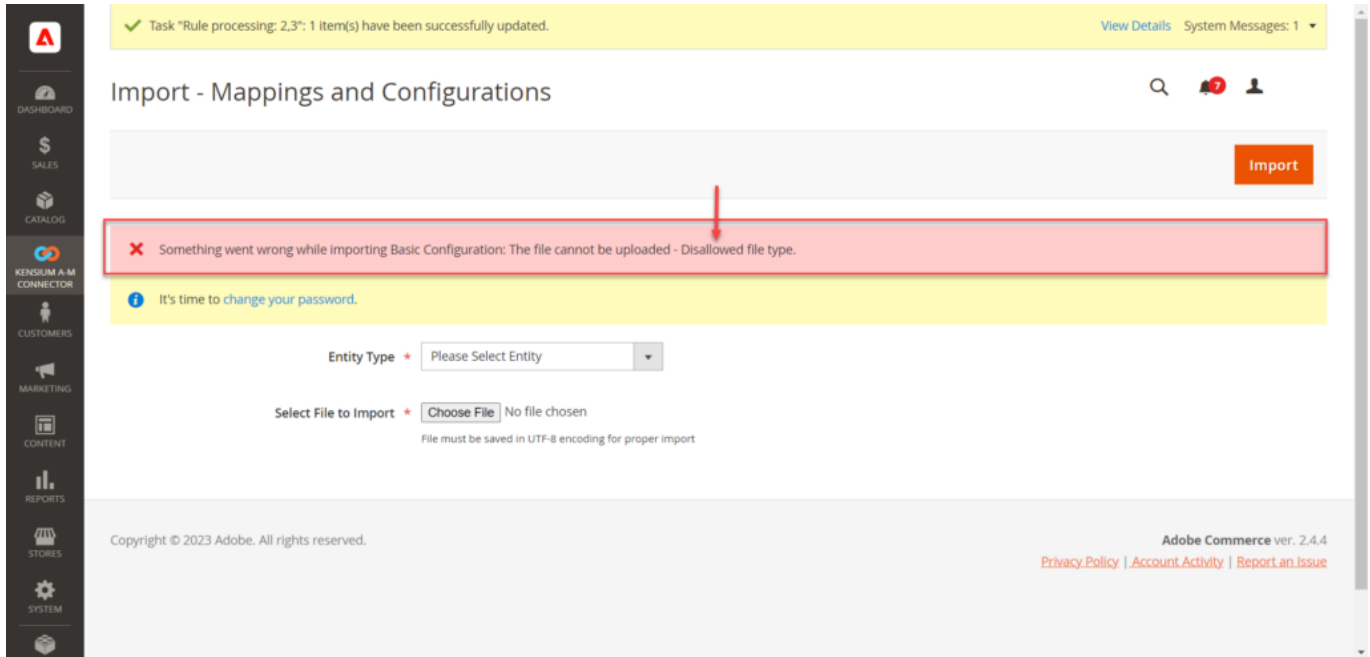 Task "Rule processing: 2,3": 1 item(s) have been successfully updated.
View Details System Messages: 1
Import - Mappings and Configurations
7
Import
Something went wrong while importing Basic Configuration: The file cannot be uploaded - Disallowed file type.
It's time to change your password.
Entity Type * Please Select Entity
Select File to Import * Choose File No file chosen
File must be saved in UTF-8 encoding for proper import
DASHBOARD
SALES
CATALOG
KENSIUM A-M
CONNECTOR
CUSTOMERS
MARKETING
CONTENT
REPORTS
STORES
SYSTEM
Copyright © 2023 Adobe. All rights reserved.
Adobe Commerce ver. 2.4.4
Privacy Policy | Account Activity | Report an Issue